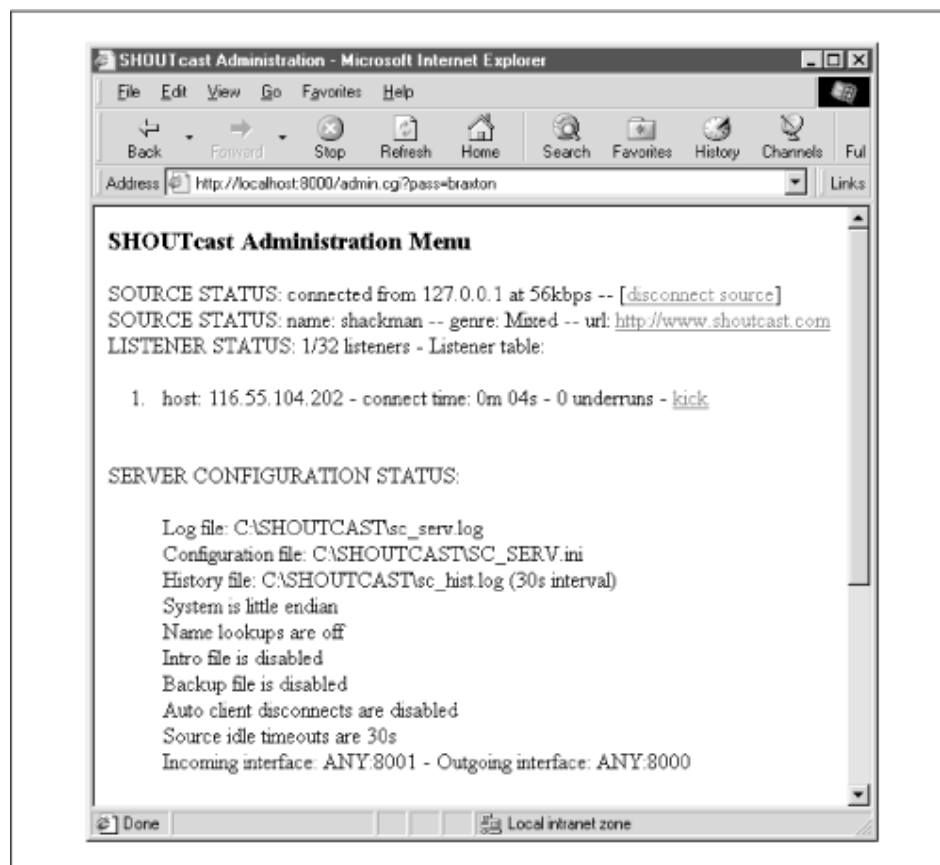 SHOUTcast Administration - Microsoft Internet Explorer
File Edit View Go Favorites Help
Back Forward Stop Refresh Home Search Favorites History Channels Ful
Address http://localhost:8000/admin.cgi?pass=braxton Links
SHOUTcast Administration Menu
SOURCE STATUS: connected from 127.0.0.1 at 56kbps -- [disconnect source]
SOURCE STATUS: name: shackman -- genre: Mixed -- url: http://www.shoutcast.com
LISTENER STATUS: 1/32 listeners - Listener table:
1. host: 116.55.104.202 - connect time: 0m 04s - 0 underruns - kick
SERVER CONFIGURATION STATUS:
Log file: C:\SHOUTCAST\sc_serv.log
Configuration file: C:\SHOUTCAST\SC_SERV.ini
History file: C:\SHOUTCAST\sc_hist.log (30s interval)
System is little endian
Name lookups are off
Intro file is disabled
Backup file is disabled
Auto client disconnects are disabled
Source idle timeouts are 30s
Incoming interface: ANY:8001 - Outgoing interface: ANY:8000
Done Local intranet zone